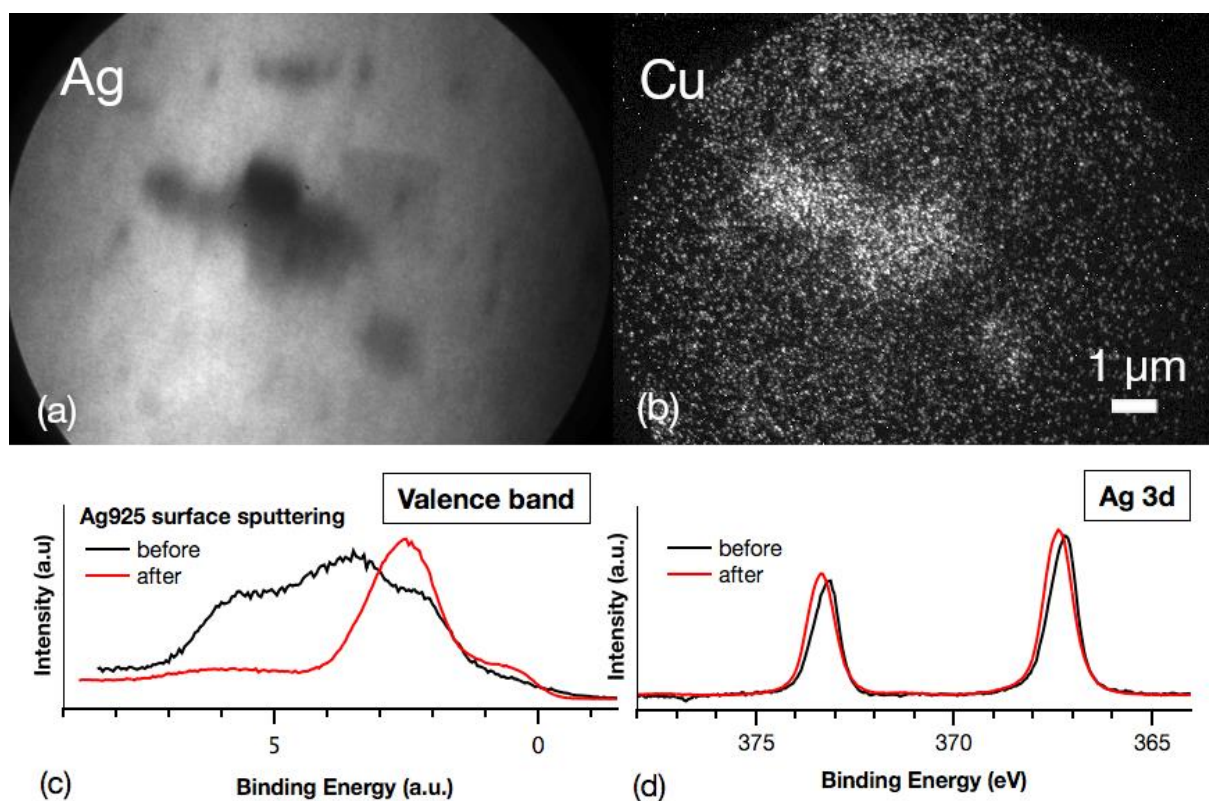 Ag
Cu
1 µm
(a)
(b)
Valence band
Ag 3d
Ag925 surface sputtering
before
after
before
after
Intensity (a.u)
Intensity (a.u.)
5
0
375
370
365
(c)
Binding Energy (a.u.)
(d)
Binding Energy (eV)